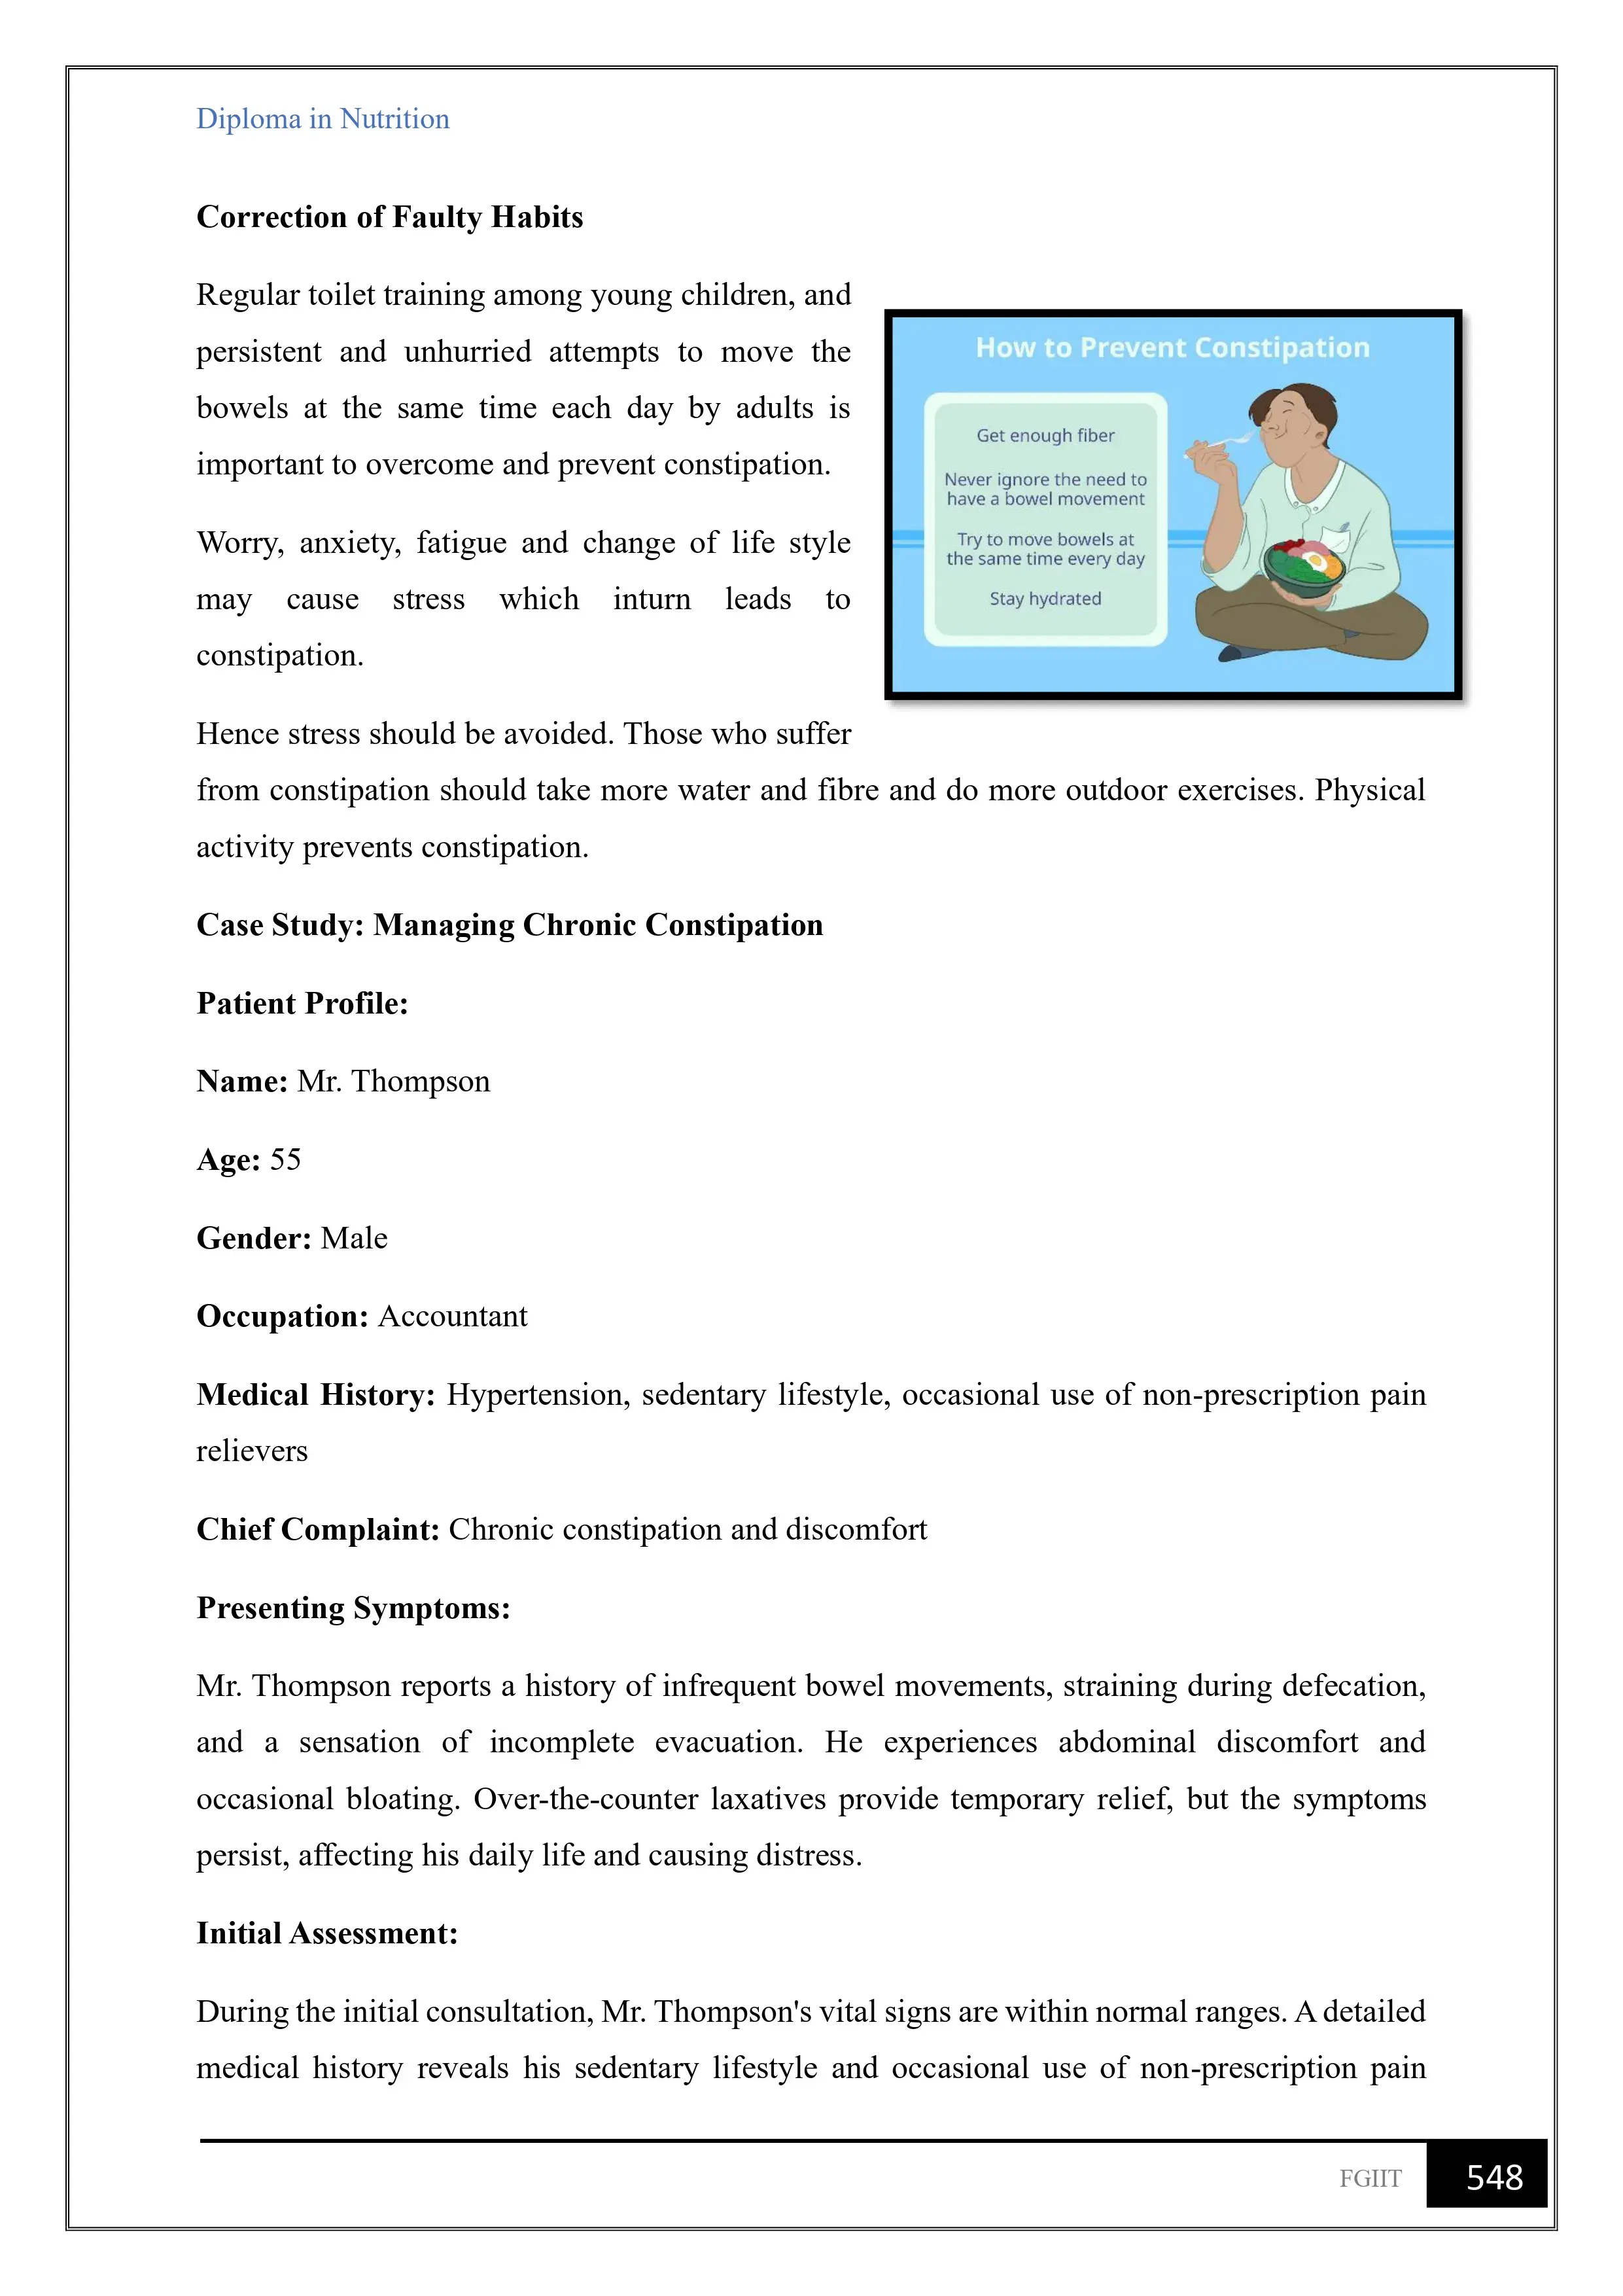 Diploma in Nutrition
Correction of Faulty Habits
Regular toilet training among young children, and
persistent and unhurried attempts to move the
bowels at the same time each day by adults is
important to overcome and prevent constipation.
How to Prevent Constipation
Get enough fiber
Never ignore the need to
have a bowel movement
Try to move bowels at
the same time every day
Stay hydrated
Worry, anxiety, fatigue and change of life style
may cause stress which inturn leads to
constipation.
Hence stress should be avoided. Those who suffer
from constipation should take more water and fibre and do more outdoor exercises. Physical
activity prevents constipation.
Case Study: Managing Chronic Constipation
Patient Profile:
Name: Mr. Thompson
Age: 55
Gender: Male
Occupation: Accountant
Medical History: Hypertension, sedentary lifestyle, occasional use of non-prescription pain
relievers
Chief Complaint: Chronic constipation and discomfort
Presenting Symptoms:
Mr. Thompson reports a history of infrequent bowel movements, straining during defecation,
and a sensation of incomplete evacuation. He experiences abdominal discomfort and
occasional bloating. Over-the-counter laxatives provide temporary relief, but the symptoms
persist, affecting his daily life and causing distress.
Initial Assessment:
During the initial consultation, Mr. Thompson's vital signs are within normal ranges. A detailed
medical history reveals his sedentary lifestyle and occasional use of non-prescription pain
FGIIT 548